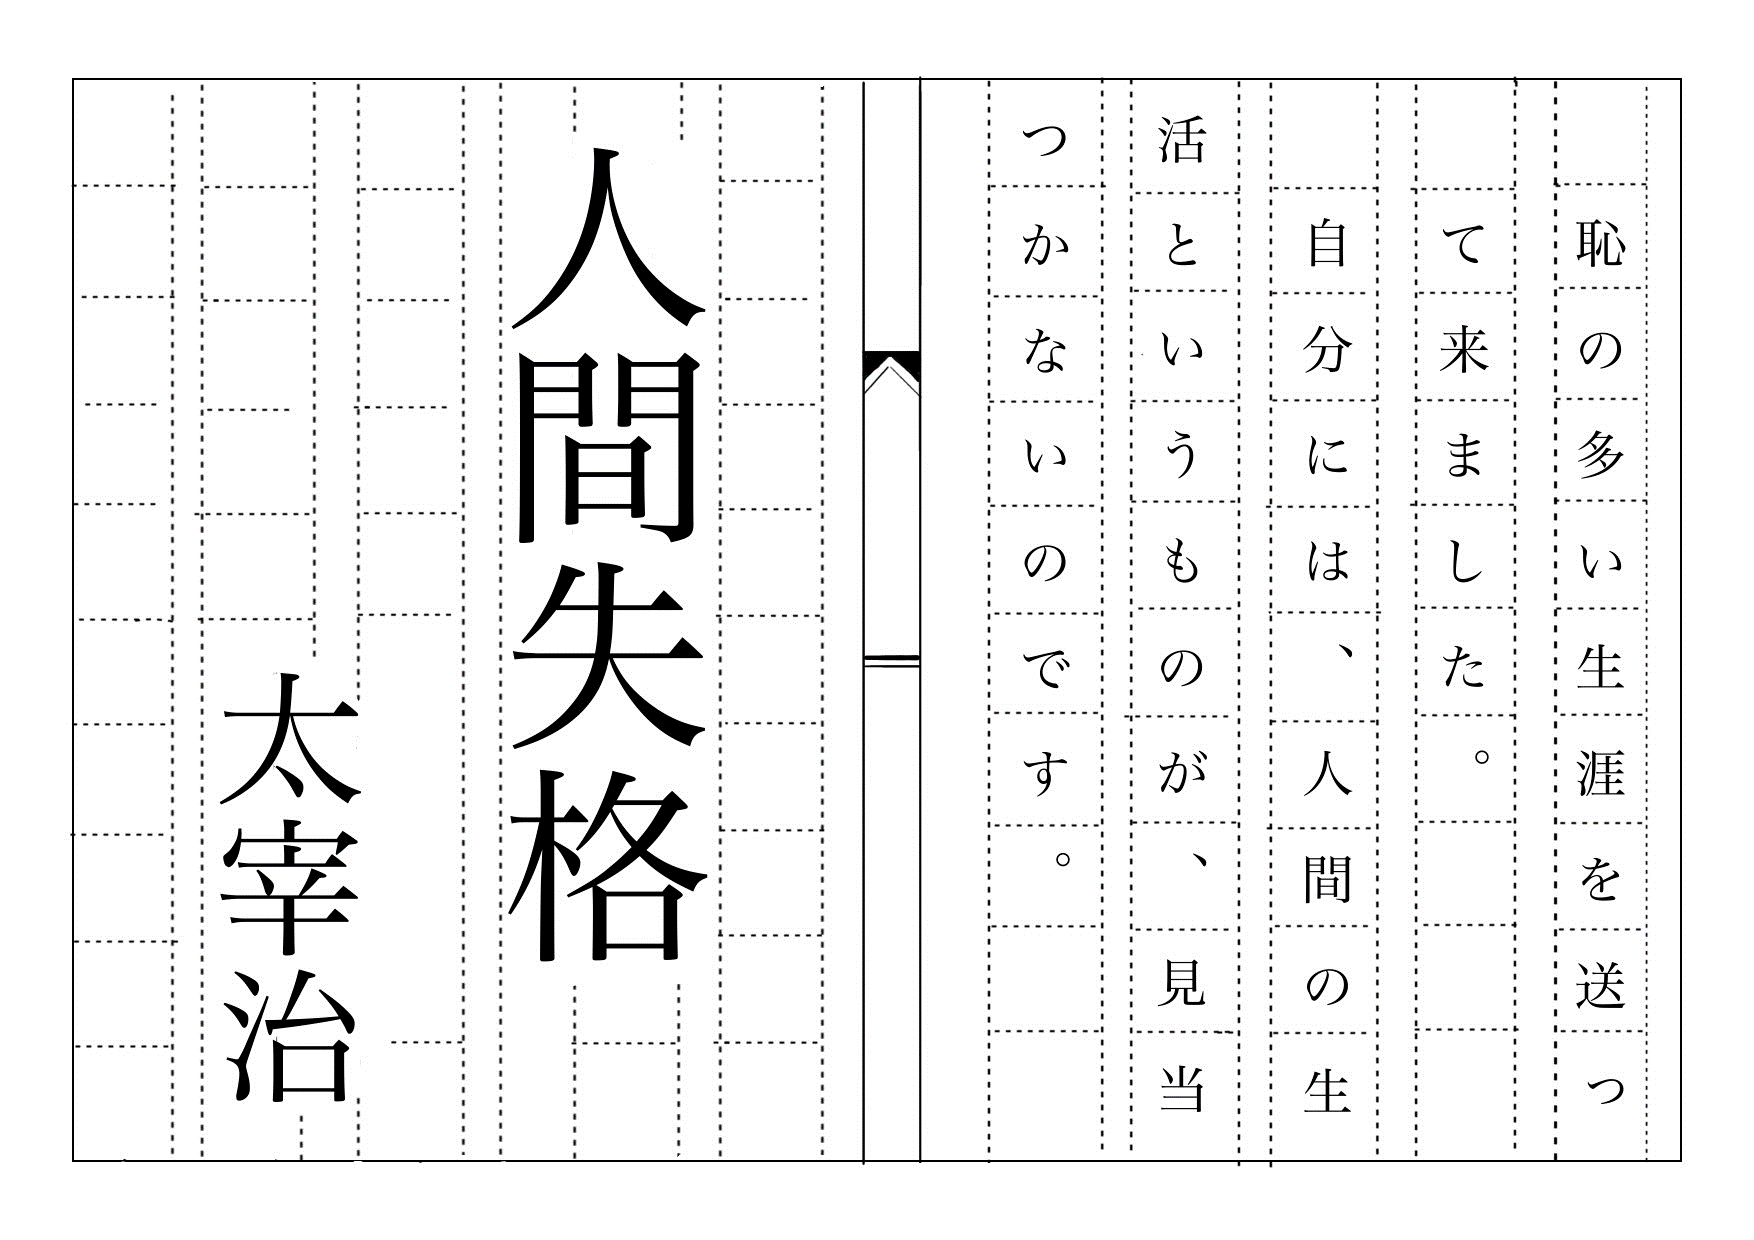 恥の多い生涯を送っ
て来ました。
自分には、人間の生
活というものが、見当
つかないのです。
人間失格
太宰治